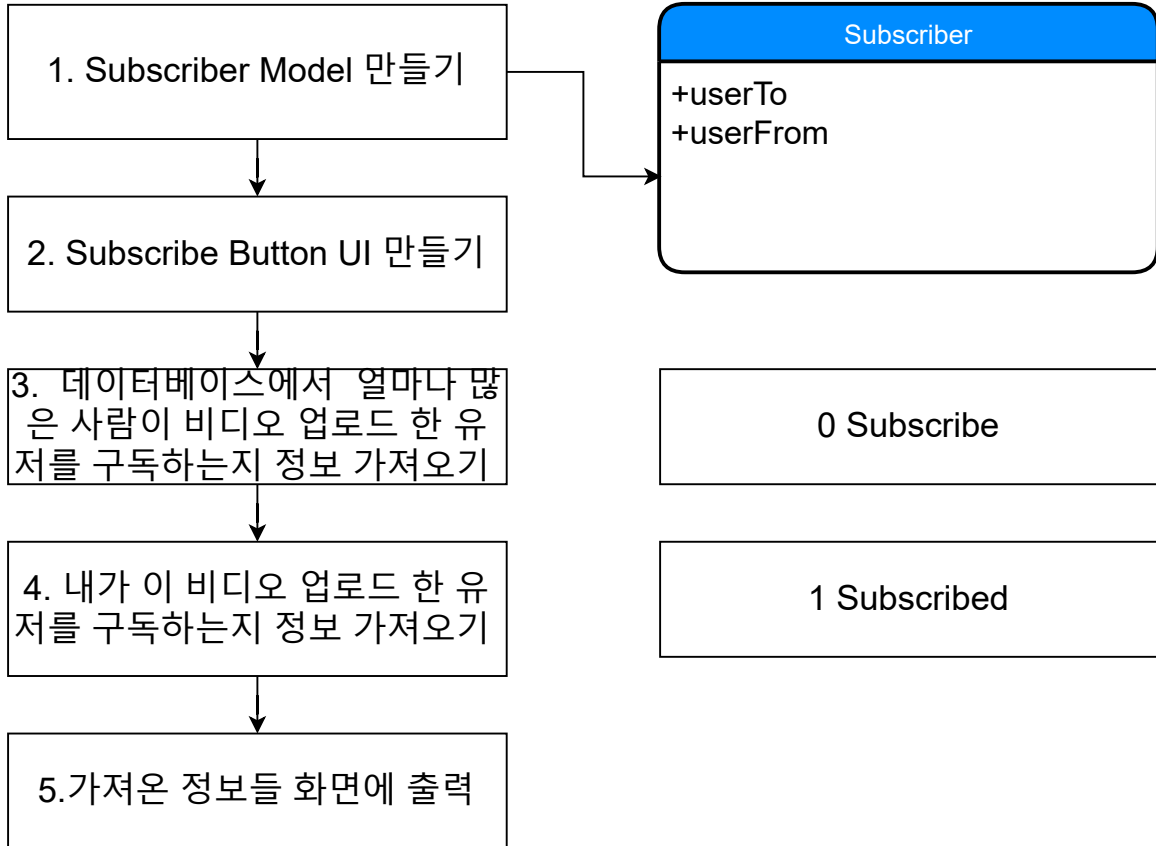 1. Subscriber Model 만들기
Subscriber
+userTo
+userFrom
2. Subscribe Button UI 만들기
3.  데이터베이스에서  얼마나 많
은 사람이 비디오 업로드 한 유
저를 구독하는지 정보 가져오기
0 Subscribe
4. 내가 이 비디오 업로드 한 유
저를 구독하는지 정보 가져오기
1 Subscribed
5.가져온 정보들 화면에 출력